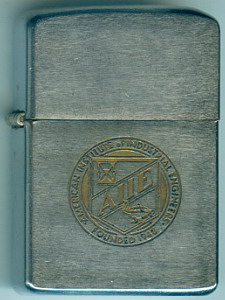 AMERICAN INSTITUTE of INDUSTRIAL ENGINEERS
AIIE
FOUNDED 1948